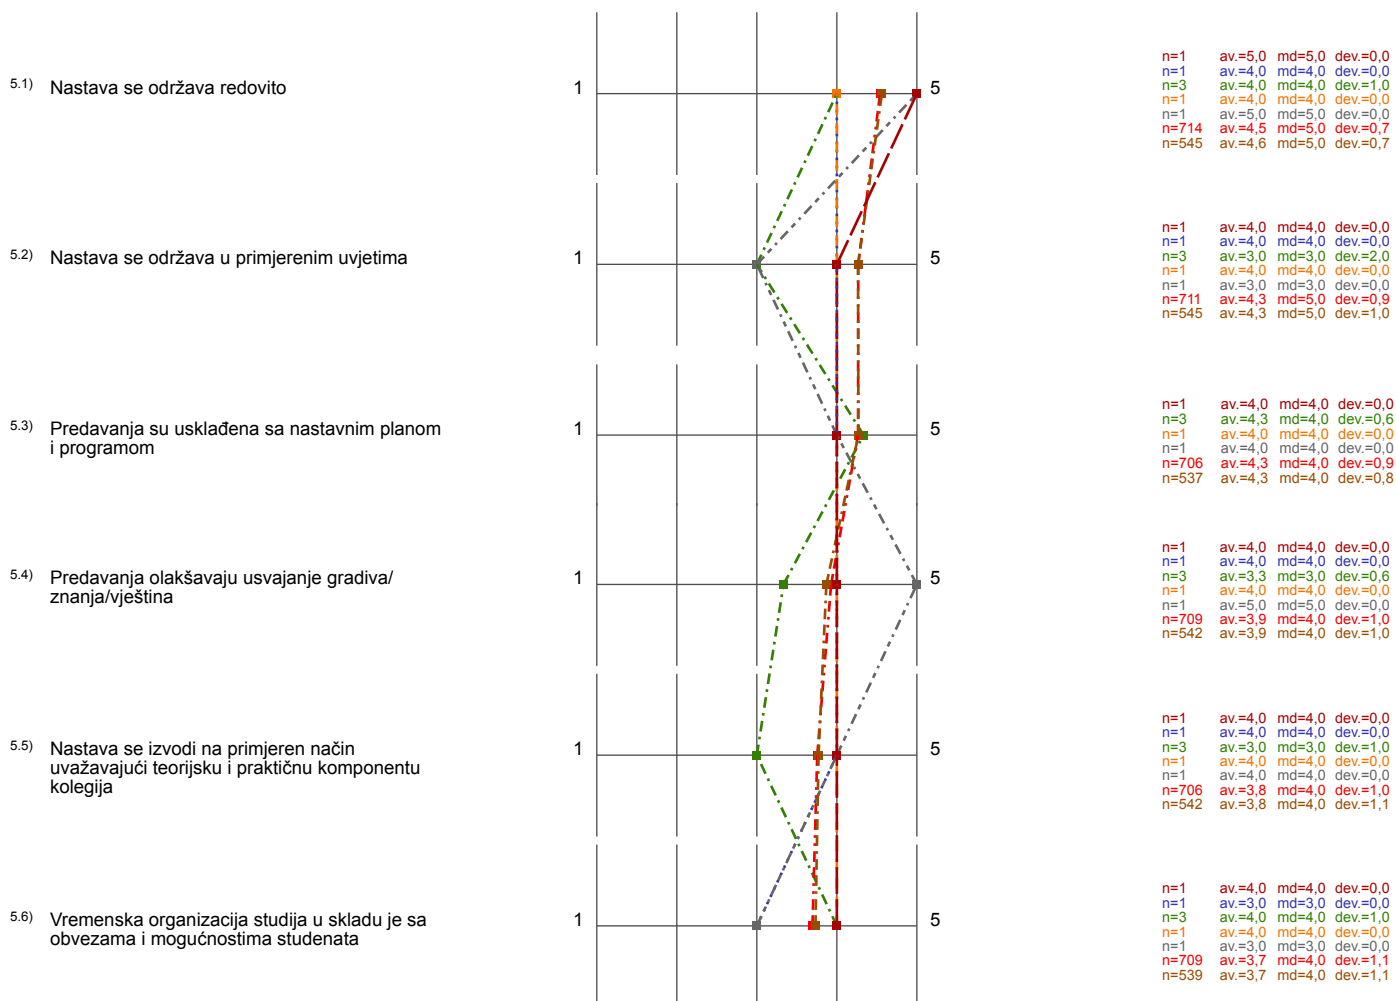 5.1) Nastava se održava redovito
1
5
n=1 av.=5,0 md=5,0 dev.=0,0
n=1 av.=4,0 md=4,0 dev.=0,0
n=3 av.=4,0 md=4,0 dev.=1,0
n=1 av.=4,0 md=4,0 dev.=0,0
n=1 av.=5,0 md=5,0 dev.=0,0
n=714 av.=4,5 md=5,0 dev.=0,7
n=545 av.=4,6 md=5,0 dev.=0,7
5.2) Nastava se održava u primjerenim uvjetima
1
5
n=1 av.=4,0 md=4,0 dev.=0,0
n=1 av.=4,0 md=4,0 dev.=0,0
n=3 av.=3,0 md=3,0 dev.=2,0
n=1 av.=4,0 md=4,0 dev.=0,0
n=1 av.=3,0 md=3,0 dev.=0,0
n=711 av.=4,3 md=5,0 dev.=0,9
n=545 av.=4,3 md=5,0 dev.=1,0
5.3) Predavanja su usklađena sa nastavnim planom
i programom
1
5
n=1 av.=4,0 md=4,0 dev.=0,0
n=3 av.=4,3 md=4,0 dev.=0,6
n=1 av.=4,0 md=4,0 dev.=0,0
n=1 av.=4,0 md=4,0 dev.=0,0
n=706 av.=4,3 md=4,0 dev.=0,9
n=537 av.=4,3 md=4,0 dev.=0,8
5.4) Predavanja olakšavaju usvajanje gradiva/
znanja/vještina
1
5
n=1 av.=4,0 md=4,0 dev.=0,0
n=1 av.=4,0 md=4,0 dev.=0,0
n=3 av.=3,3 md=3,0 dev.=0,6
n=1 av.=4,0 md=4,0 dev.=0,0
n=1 av.=5,0 md=5,0 dev.=0,0
n=709 av.=3,9 md=4,0 dev.=1,0
n=542 av.=3,9 md=4,0 dev.=1,0
5.5) Nastava se izvodi na primjeren način
uvažavajući teorijsku i praktičnu komponentu
kolegija
1
5
n=1 av.=4,0 md=4,0 dev.=0,0
n=1 av.=4,0 md=4,0 dev.=0,0
n=3 av.=3,0 md=3,0 dev.=1,0
n=1 av.=4,0 md=4,0 dev.=0,0
n=1 av.=4,0 md=4,0 dev.=0,0
n=706 av.=3,8 md=4,0 dev.=1,0
n=542 av.=3,8 md=4,0 dev.=1,1
5.6) Vremenska organizacija studija u skladu je sa
obvezama i mogućnostima studenata
1
5
n=1 av.=4,0 md=4,0 dev.=0,0
n=1 av.=3,0 md=3,0 dev.=0,0
n=3 av.=4,0 md=4,0 dev.=1,0
n=1 av.=4,0 md=4,0 dev.=0,0
n=1 av.=3,0 md=3,0 dev.=0,0
n=709 av.=3,7 md=4,0 dev.=1,1
n=539 av.=3,7 md=4,0 dev.=1,1